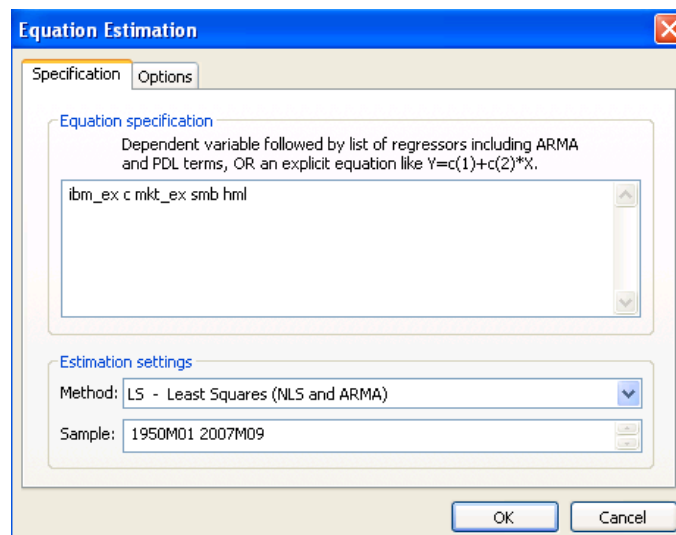 Equation Estimation
Specification Options
Equation specification
Dependent variable followed by list of regressors including ARMA
and PDL terms, OR an explicit equation like Y=c(1)+c(2)*X.
ibm_ex c mkt_ex smb hml
Estimation settings
Method: LS - Least Squares (NLS and ARMA)
Sample: 1950M01 2007M09
OK Cancel